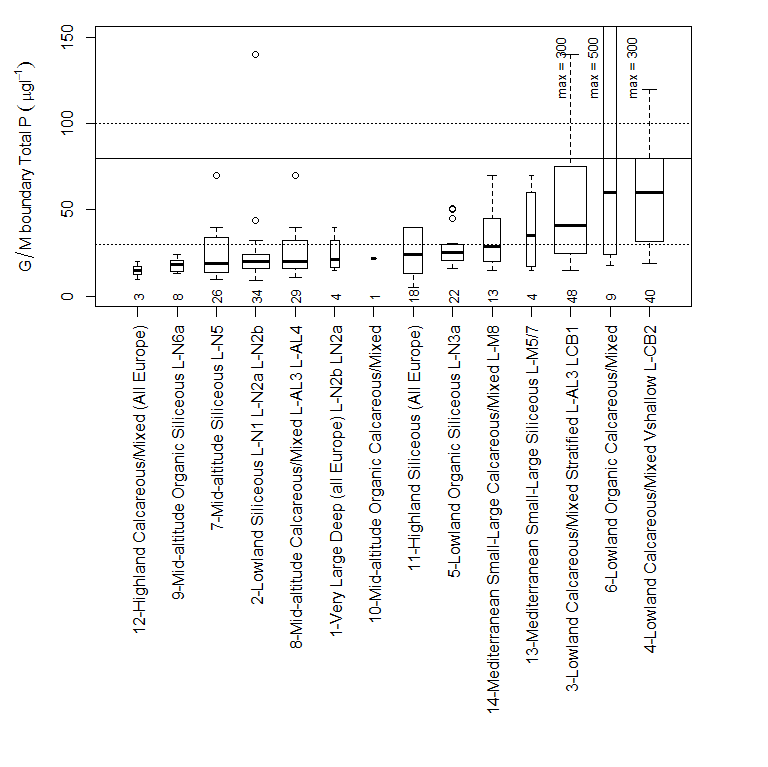 G/M boundary Total P ( μgl⁻¹)
0
50
100
150
max = 300
max = 500
max = 300
3
8
26
34
29
4
1
18
22
13
4
48
9
40
12-Highland Calcareous/Mixed (All Europe)
9-Mid-altitude Organic Siliceous L-N6a
7-Mid-altitude Siliceous L-N5
2-Lowland Siliceous L-N1 L-N2a L-N2b
8-Mid-altitude Calcareous/Mixed L-AL3 L-AL4
1-Very Large Deep (all Europe) L-N2b LN2a
10-Mid-altitude Organic Calcareous/Mixed
11-Highland Siliceous (All Europe)
5-Lowland Organic Siliceous L-N3a
14-Mediterranean Small-Large Calcareous/Mixed L-M8
13-Mediterranean Small-Large Siliceous L-M5/7
3-Lowland Calcareous/Mixed Stratified L-AL3 LCB1
6-Lowland Organic Calcareous/Mixed
4-Lowland Calcareous/Mixed Vshallow L-CB2